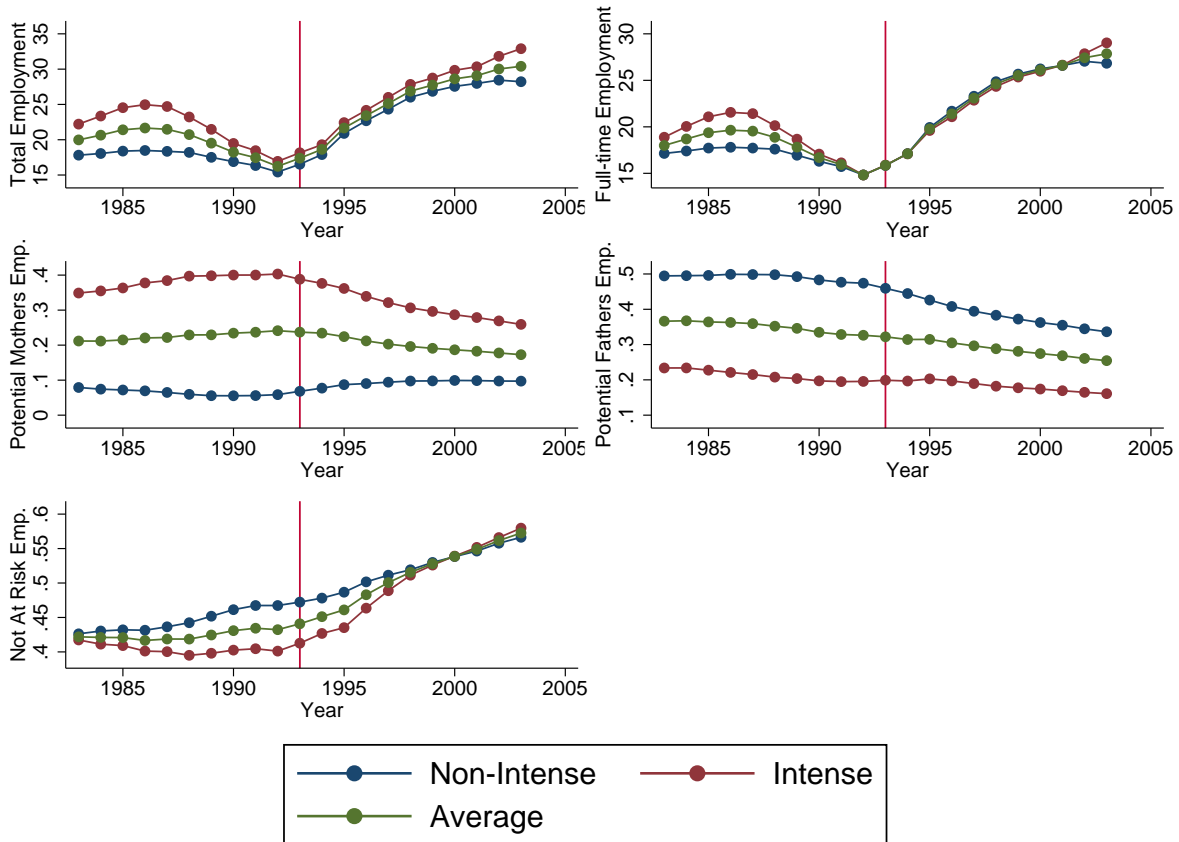 Total Employment
15 20 25 30 35
1985 1990 1995 2000 2005
Year
Full-time Employment
15 20 25 30
1985 1990 1995 2000 2005
Year
Potential Mothers Emp.
0 .1 .2 .3 .4
1985 1990 1995 2000 2005
Year
Potential Fathers Emp.
.1 .2 .3 .4 .5
1985 1990 1995 2000 2005
Year
Not At Risk Emp.
.4 .45 .5 .55 .6
1985 1990 1995 2000 2005
Year
Non-Intense Intense
Average